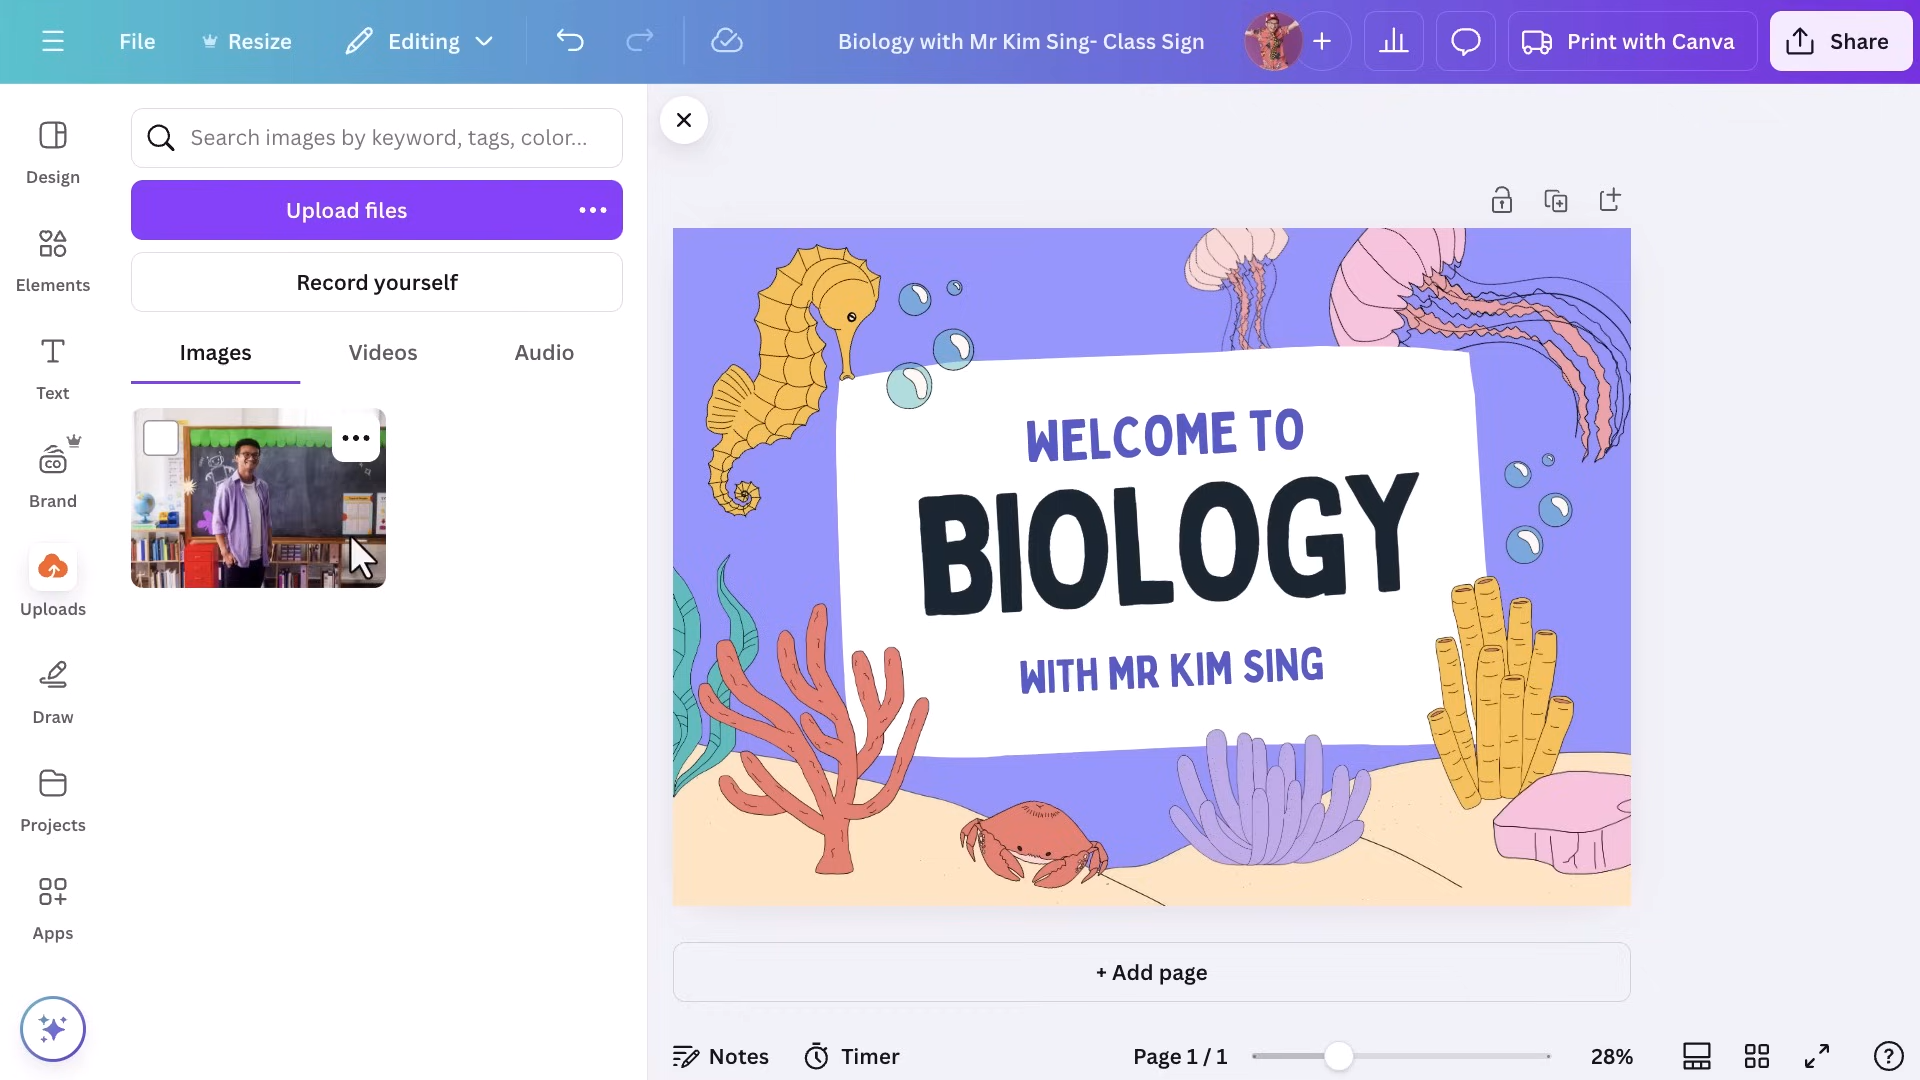 File
Resize
Editing
Biology with Mr Kim Sing- Class Sign
Print with Canva
Share
Design
Elements
Text
Brand
Uploads
Draw
Projects
Apps
Search images by keyword, tags, color...
Upload files
Record yourself
Images
Videos
Audio
WELCOME TO
BIOLOGY
WITH MR KIM SING
+ Add page
Notes
Timer
Page 1 / 1
28%